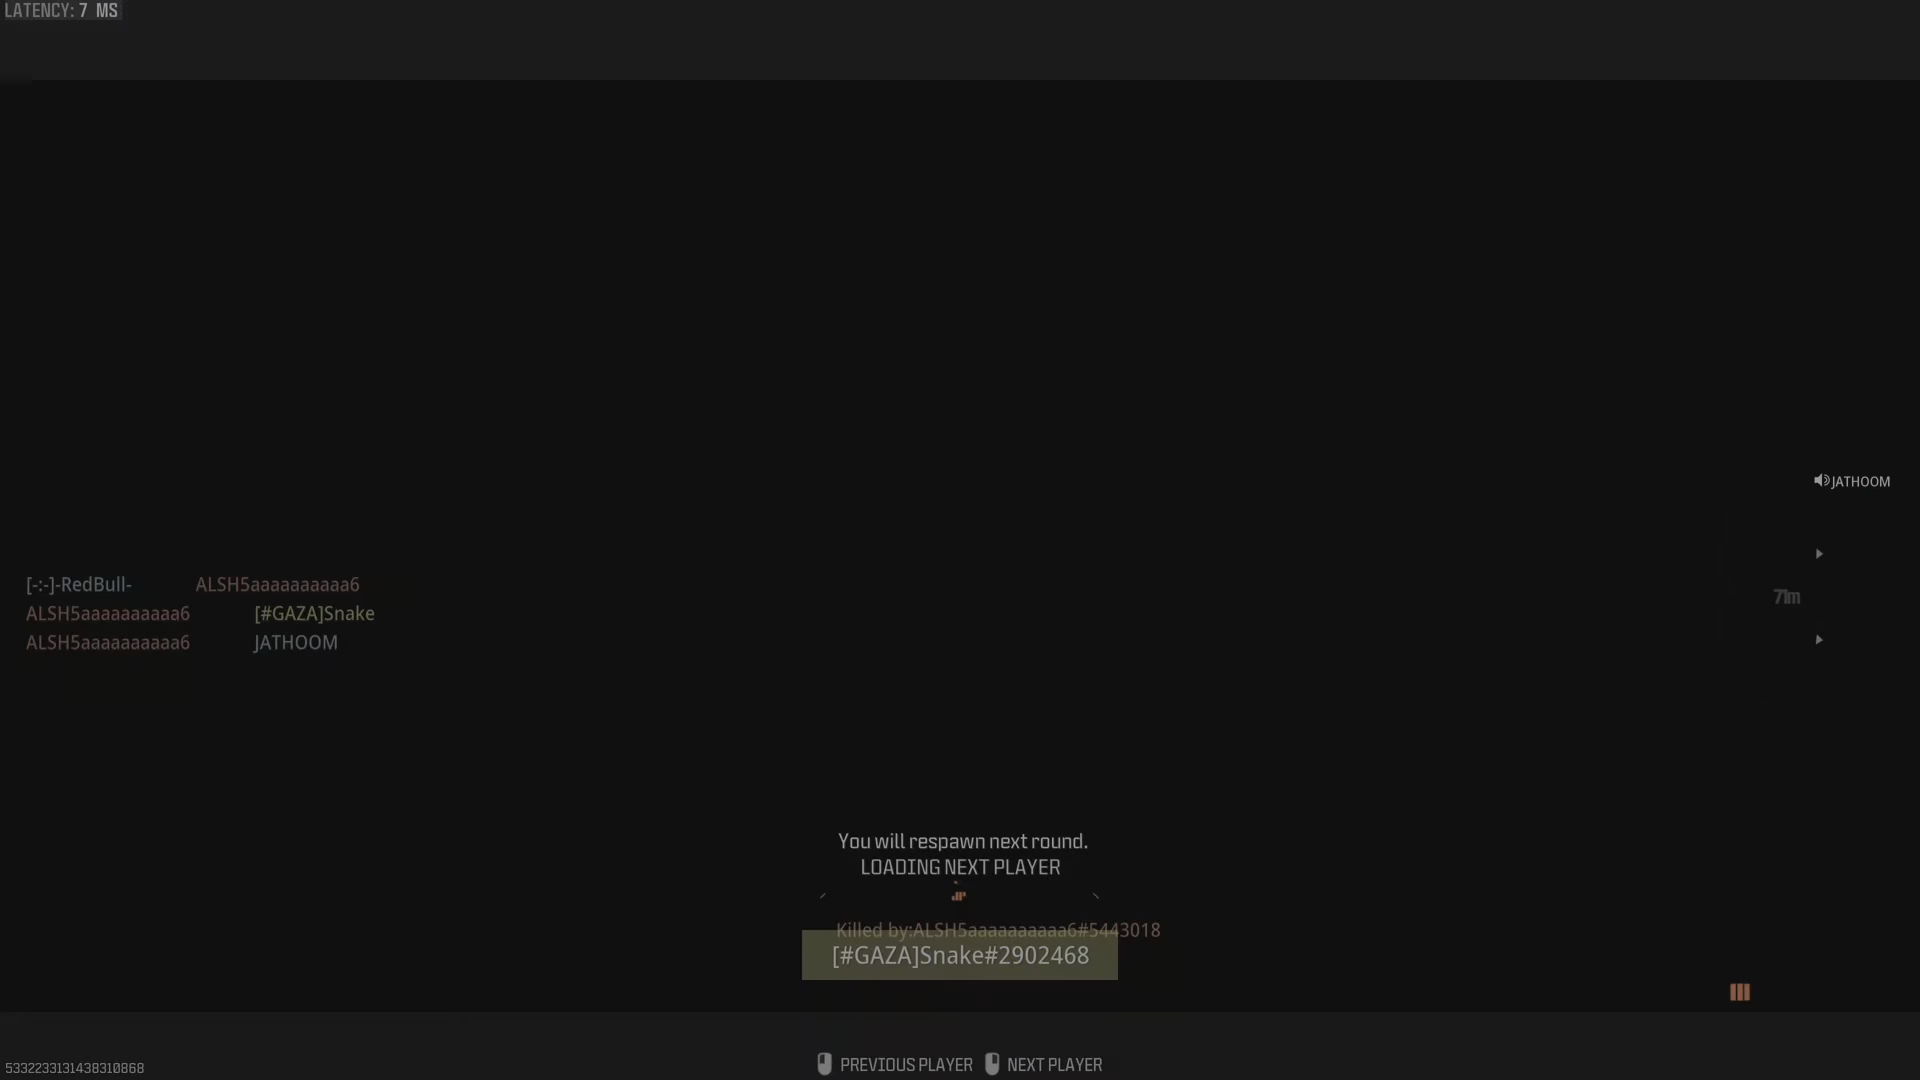 LATENCY: 7 MS
JATHOOM
[-:-]-RedBull- ALSH5aaaaaaaaaa6
ALSH5aaaaaaaaaa6 [#GAZA]Snake
ALSH5aaaaaaaaaa6 JATHOOM
71m
You will respawn next round.
LOADING NEXT PLAYER
Killed by:ALSH5aaaaaaaaaa6#5443018
[#GAZA]Snake#2902468
PREVIOUS PLAYER NEXT PLAYER
5332233131438310868